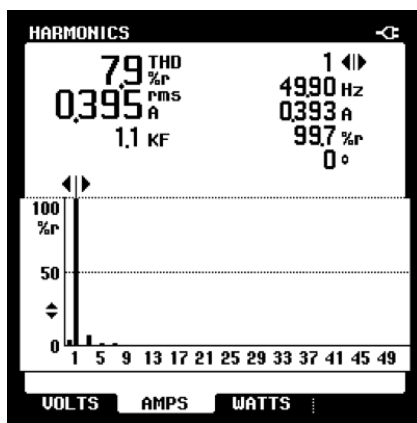 HARMONICS
7.9 THD %r
0.395 rms A
1.1 KF
1
49.90 Hz
0.393 A
99.7 %r
0 °
100
%r
50
0
1 5 9 13 17 21 25 29 33 37 41 45 49
VOLTS AMPS WATTS